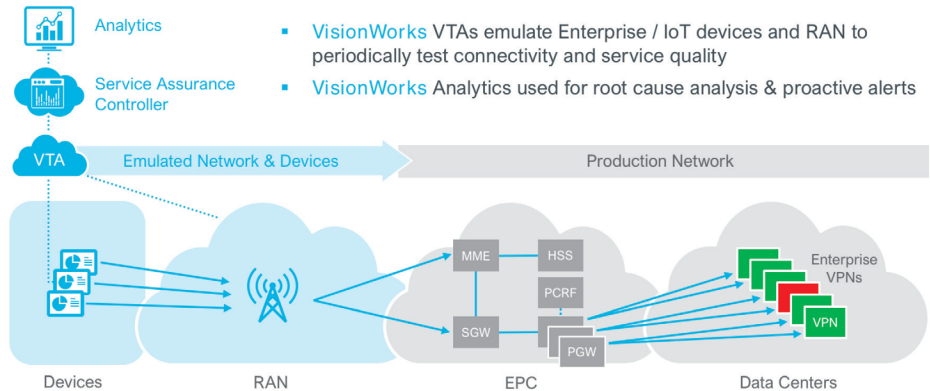 Analytics
Service Assurance
Controller
▪ VisionWorks VTAs emulate Enterprise / IoT devices and RAN to
periodically test connectivity and service quality
▪ VisionWorks Analytics used for root cause analysis & proactive alerts
VTA
Emulated Network & Devices
Production Network
MME
HSS
PCRF
SGW
PGW
Enterprise
VPNs
VPN
Devices
RAN
EPC
Data Centers